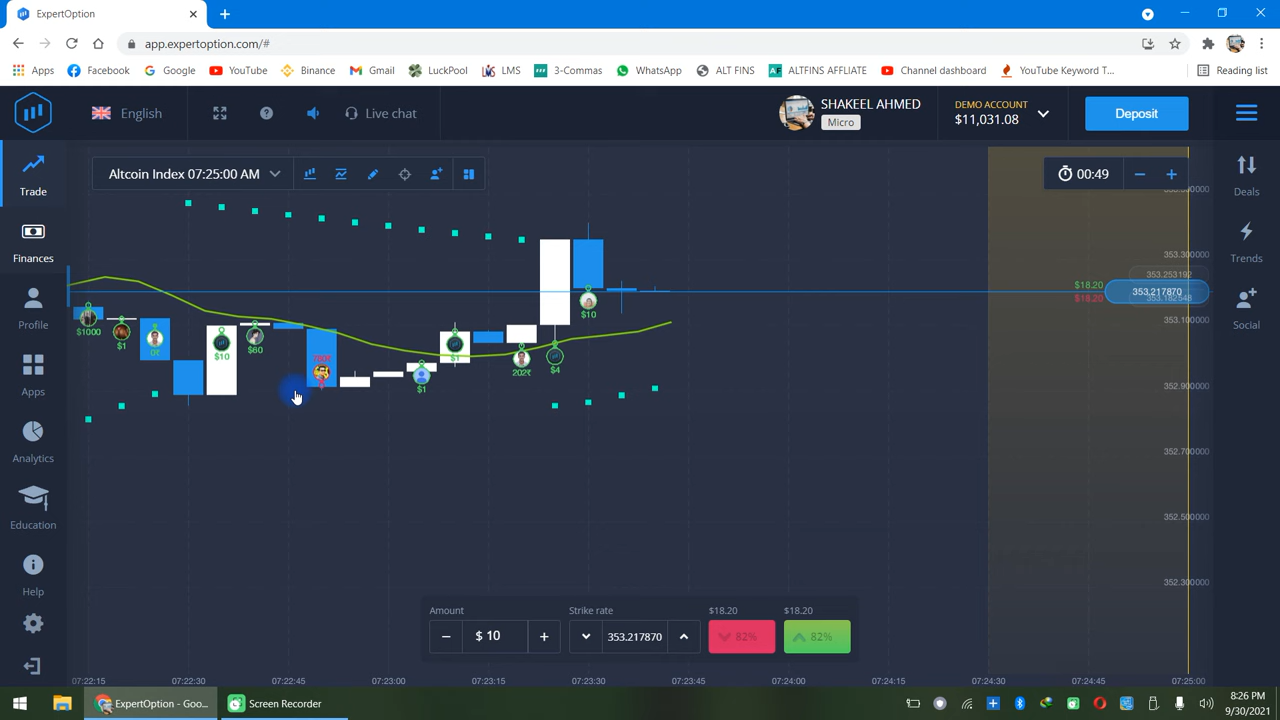 ExpertOption
app.expertoption.com/#
Apps
Facebook
Google
YouTube
Binance
Gmail
LuckPool
LMS
3-Commas
WhatsApp
ALT FINS
ALTFINS AFFLIATE
Channel dashboard
YouTube Keyword T...
Reading list
English
Live chat
SHAKEEL AHMED
Micro
DEMO ACCOUNT
$11,031.08
Deposit
Trade
Finances
Profile
Apps
Analytics
Education
Help
Altcoin Index 07:25:00 AM
00:49
Deals
Trends
Social
353.300000
353.253192
$18.20
353.217870
$18.20
353.182548
353.100000
352.900000
352.700000
352.500000
352.300000
$1000
$1
$10
$60
$1
$1
202₹
$4
$10
Amount
Strike rate
$18.20
$18.20
$ 10
353.217870
82%
82%
07:22:15
07:22:30
07:22:45
07:23:00
07:23:15
07:23:30
07:23:45
07:24:00
07:24:15
07:24:30
07:25:00
ExpertOption - Goo...
Screen Recorder
8:26 PM
9/30/2021